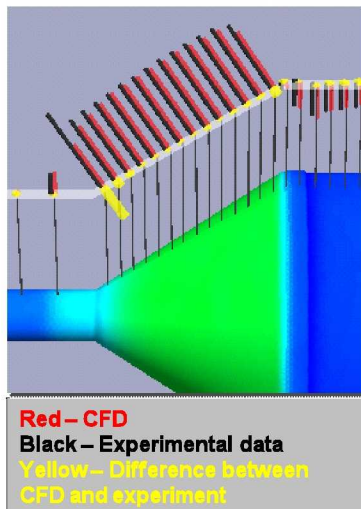 Red – CFD
Black – Experimental data
Yellow – Difference between
CFD and experiment